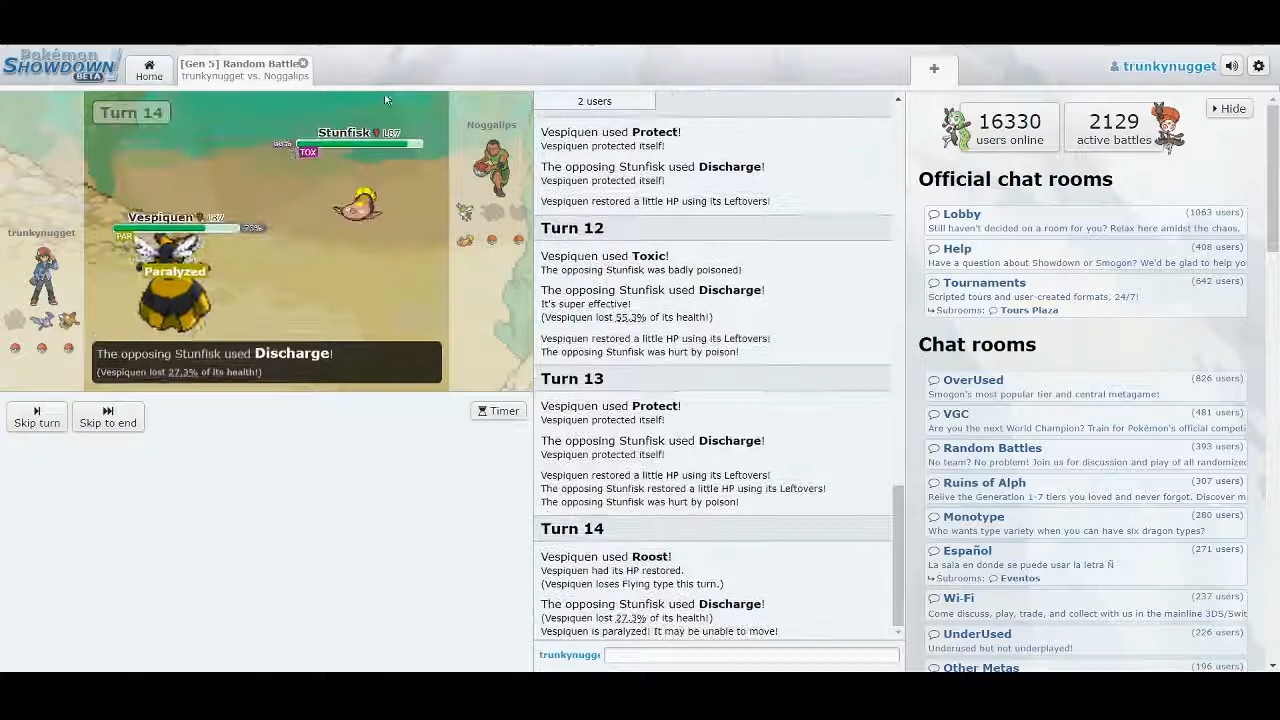 Pokémon
SHOWDOWN
BETA
Home
[Gen 5] Random Battle
trunkynugget vs. Noggalips
+
trunkynugget
Turn 14
Stunfisk L87
TOX
Noggalips
Vespiquen L87
PAR
Paralyzed
trunkynugget
The opposing Stunfisk used Discharge!
(Vespiquen lost 27.3% of its health!)
Skip turn
Skip to end
Timer
2 users
Vespiquen used Protect!
Vespiquen protected itself!
The opposing Stunfisk used Discharge!
Vespiquen protected itself!
Vespiquen restored a little HP using its Leftovers!
Turn 12
Vespiquen used Toxic!
The opposing Stunfisk was badly poisoned!
The opposing Stunfisk used Discharge!
It's super effective!
(Vespiquen lost 55.3% of its health!)
Vespiquen restored a little HP using its Leftovers!
The opposing Stunfisk was hurt by poison!
Turn 13
Vespiquen used Protect!
Vespiquen protected itself!
The opposing Stunfisk used Discharge!
Vespiquen protected itself!
Vespiquen restored a little HP using its Leftovers!
The opposing Stunfisk restored a little HP using its Leftovers!
The opposing Stunfisk was hurt by poison!
Turn 14
Vespiquen used Roost!
Vespiquen had its HP restored.
(Vespiquen loses Flying type this turn.)
The opposing Stunfisk used Discharge!
(Vespiquen lost 27.3% of its health!)
Vespiquen is paralyzed! It may be unable to move!
trunkynugge
16330
users online
2129
active battles
Hide
Official chat rooms
Lobby (1063 users)
Still haven't decided on a room for you? Relax here amidst the chaos.
Help (408 users)
Have a question about Showdown or Smogon? We'd be glad to help yo
Tournaments (642 users)
Scripted tours and user-created formats, 24/7!
Subrooms: Tours Plaza
Chat rooms
OverUsed (826 users)
Smogon's most popular tier and central metagame!
VGC (481 users)
Are you the next World Champion? Train for Pokémon's official competi
Random Battles (393 users)
No team? No problem! Join us for discussion and play of all randomized
Ruins of Alph (307 users)
Relive the Generation 1-7 tiers you loved and never forgot. Discover m
Monotype (280 users)
Who wants type variety when you can have six dragon types?
Español (271 users)
La sala en donde se puede usar la letra Ñ
Subrooms: Eventos
Wi-Fi (237 users)
Come discuss, play, trade, and collect with us in the mainline 3DS/Swit
UnderUsed (226 users)
Underused but not underplayed!
Other Metas (196 users)